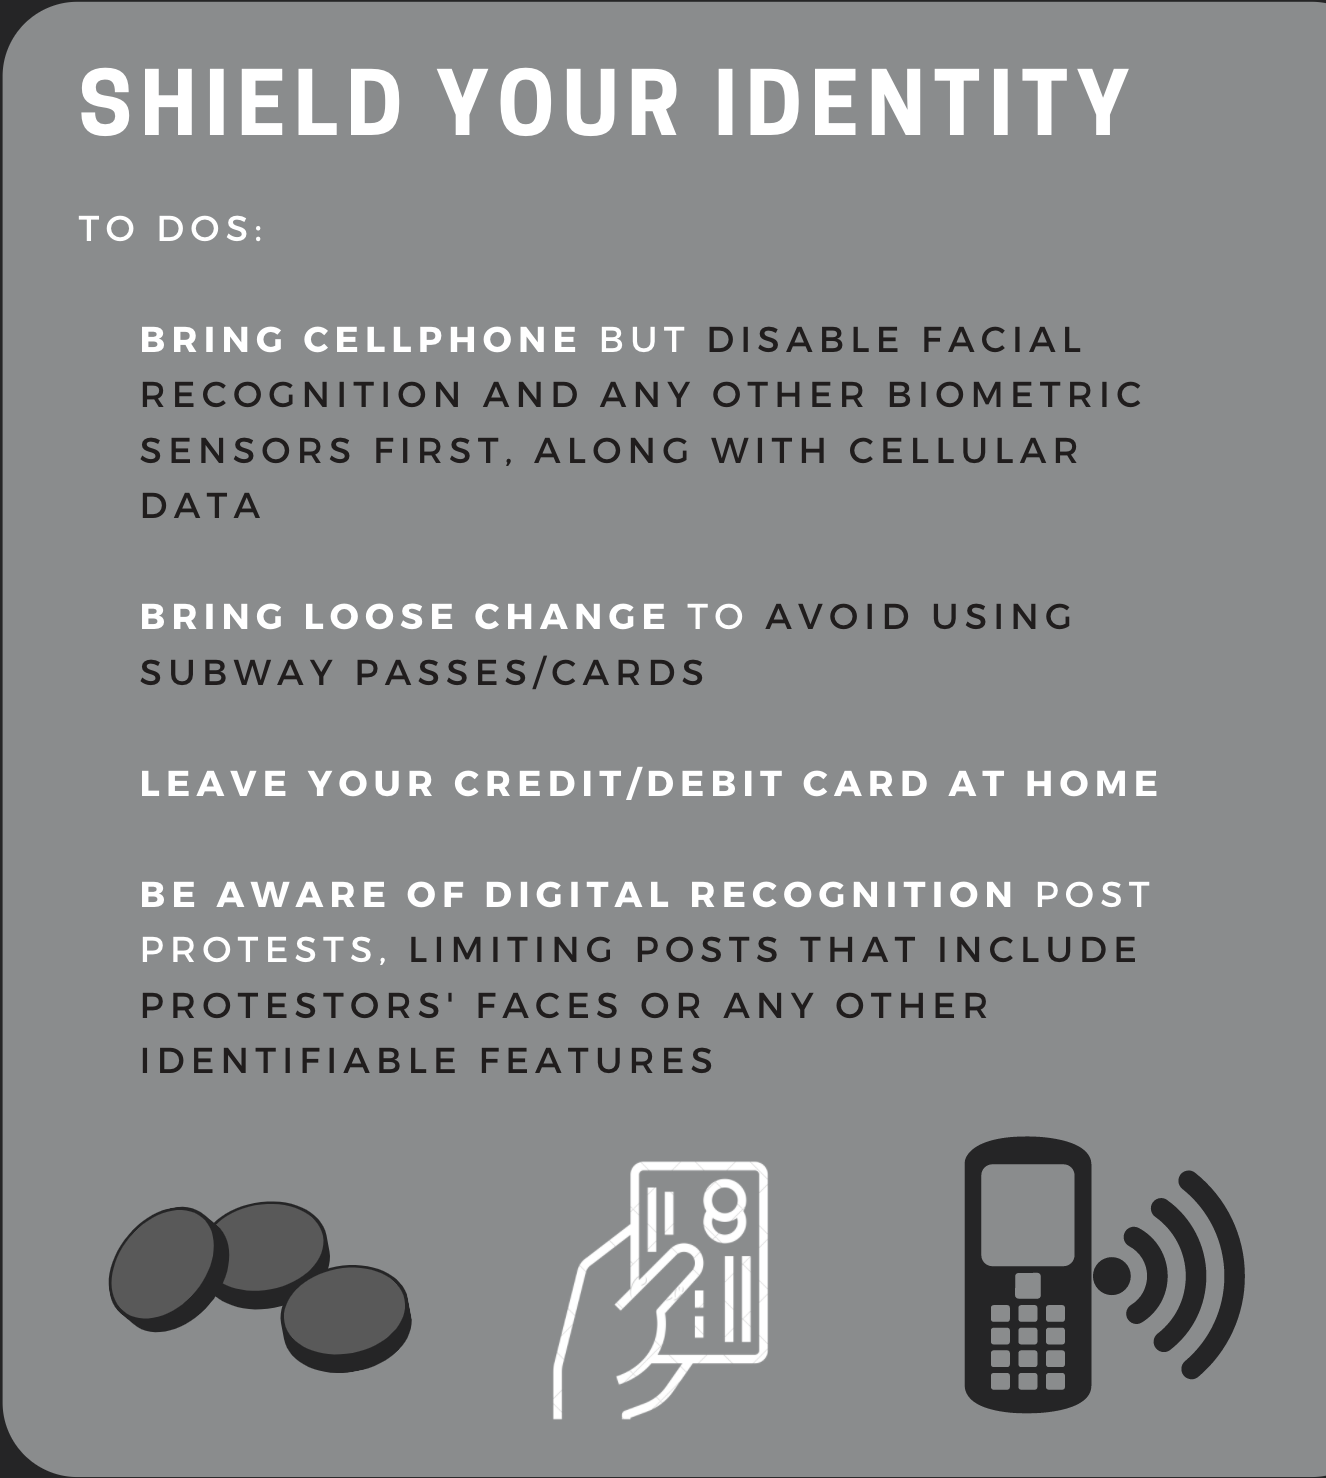 SHIELD YOUR IDENTITY
TO DOS:
BRING CELLPHONE BUT DISABLE FACIAL
RECOGNITION AND ANY OTHER BIOMETRIC
SENSORS FIRST, ALONG WITH CELLULAR
DATA
BRING LOOSE CHANGE TO AVOID USING
SUBWAY PASSES/CARDS
LEAVE YOUR CREDIT/DEBIT CARD AT HOME
BE AWARE OF DIGITAL RECOGNITION POST
PROTESTS, LIMITING POSTS THAT INCLUDE
PROTESTORS' FACES OR ANY OTHER
IDENTIFIABLE FEATURES